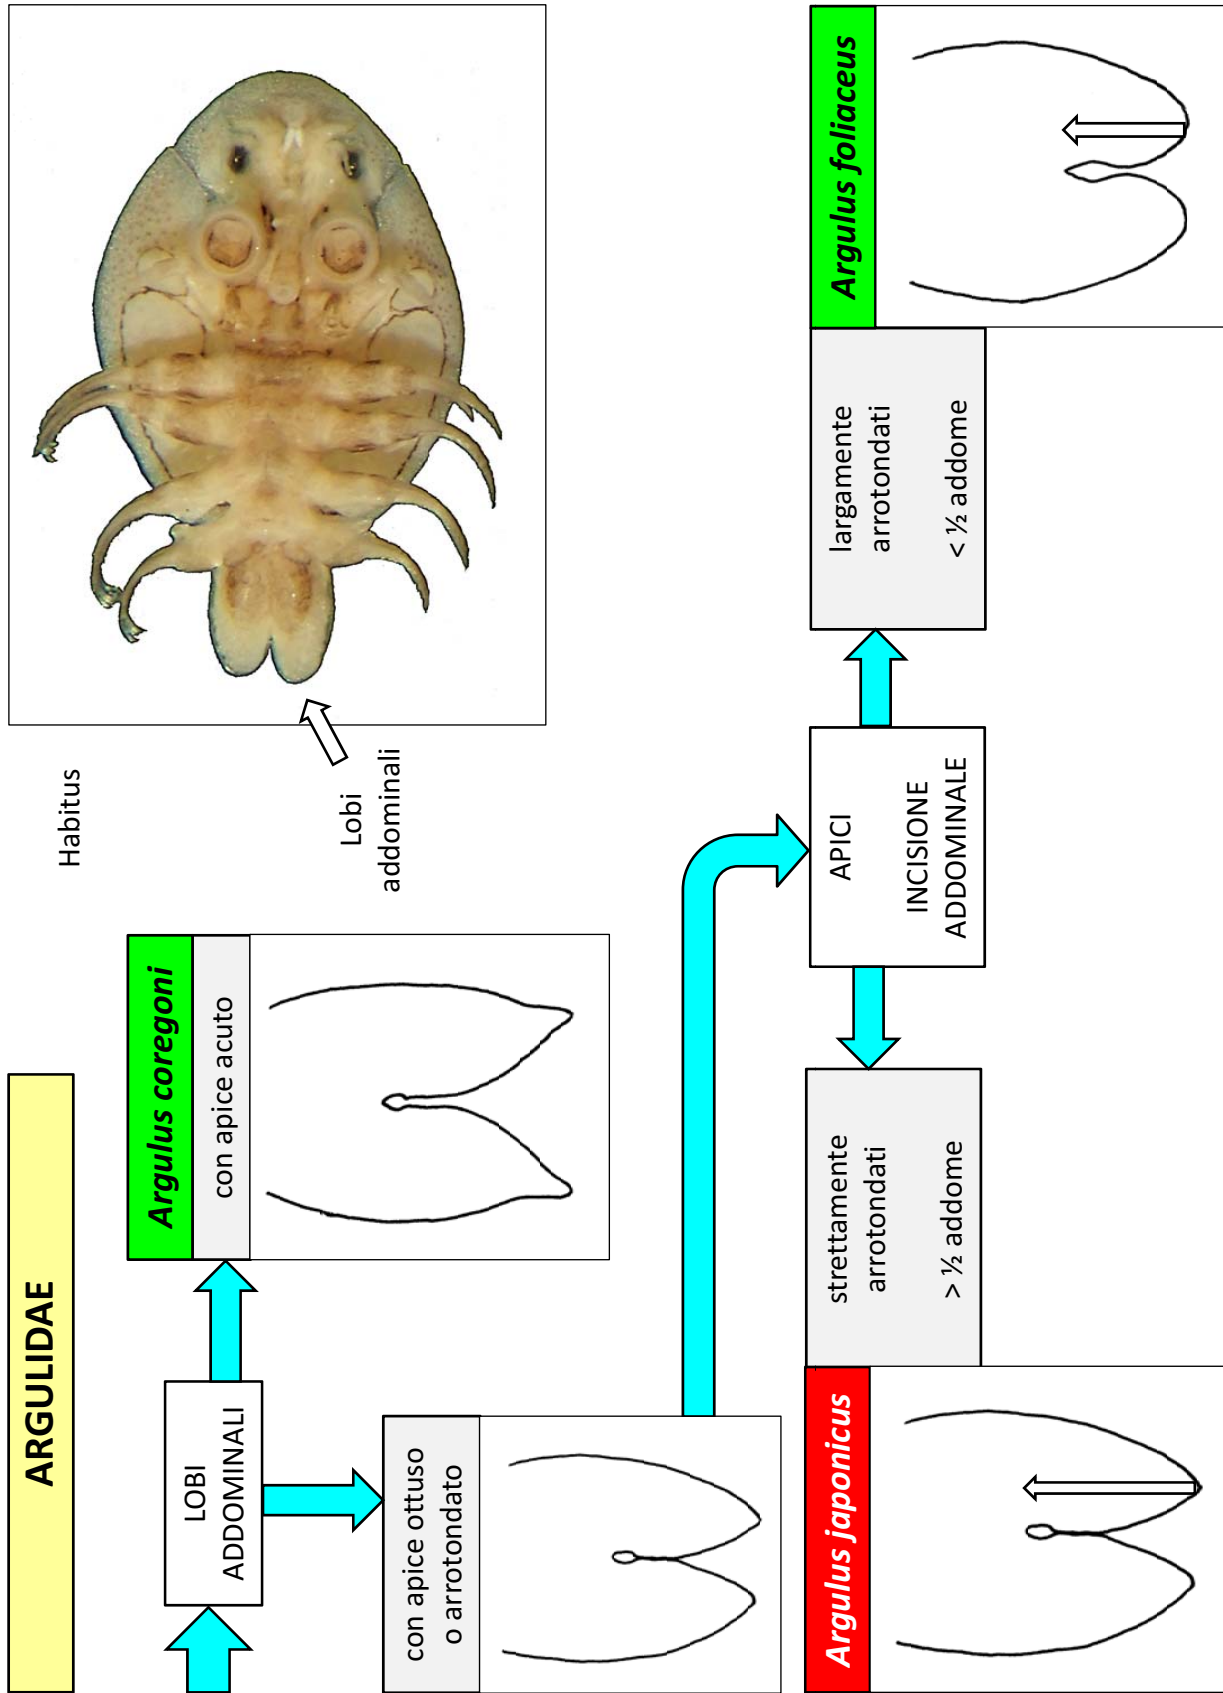 ARGULIDAE
LOBI
ADDOMINALI
Argulus coregoni
con apice acuto
Habitus
Lobi
addominali
con apice ottuso
o arrotondato
Argulus japonicus
strettamente
arrotondati
> ½ addome
APICI
INCISIONE
ADDOMINALE
largamente
arrotondati
< ½ addome
Argulus foliaceus